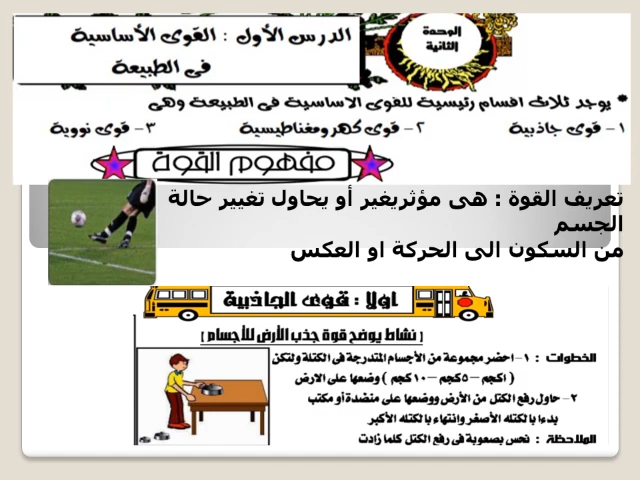 الوحدة
الثانية
الدرس الأول : القوى الأساسية
فى الطبيعة
* يوجد ثلاث اقسام رئيسية للقوى الاساسية فى الطبيعة وهى
١- قوى جاذبية ٢- قوى كهرومغناطيسية ٣- قوى نووية
مفهوم القوة
تعريف القوة : هى مؤثريغير أو يحاول تغيير حالة
الجسم
من السكون الى الحركة او العكس
اولا : قوى الجاذبية
( نشاط يوضح قوة جذب الأرض للأجسام )
الخطوات : ١- احضر مجموعة من الأجسام المتدرجة فى الكتلة ولتكن
( ١كجم – ٥كجم – ١٠كجم ) وضعها على الارض
٢- حاول رفع الكتل من الأرض ووضعها على منضدة أو مكتب
بدءا بالكتله الأصغر وانتهاء بالكتله الأكبر
الملاحظة : نحس بصعوبة فى رفع الكتل كلما زادت